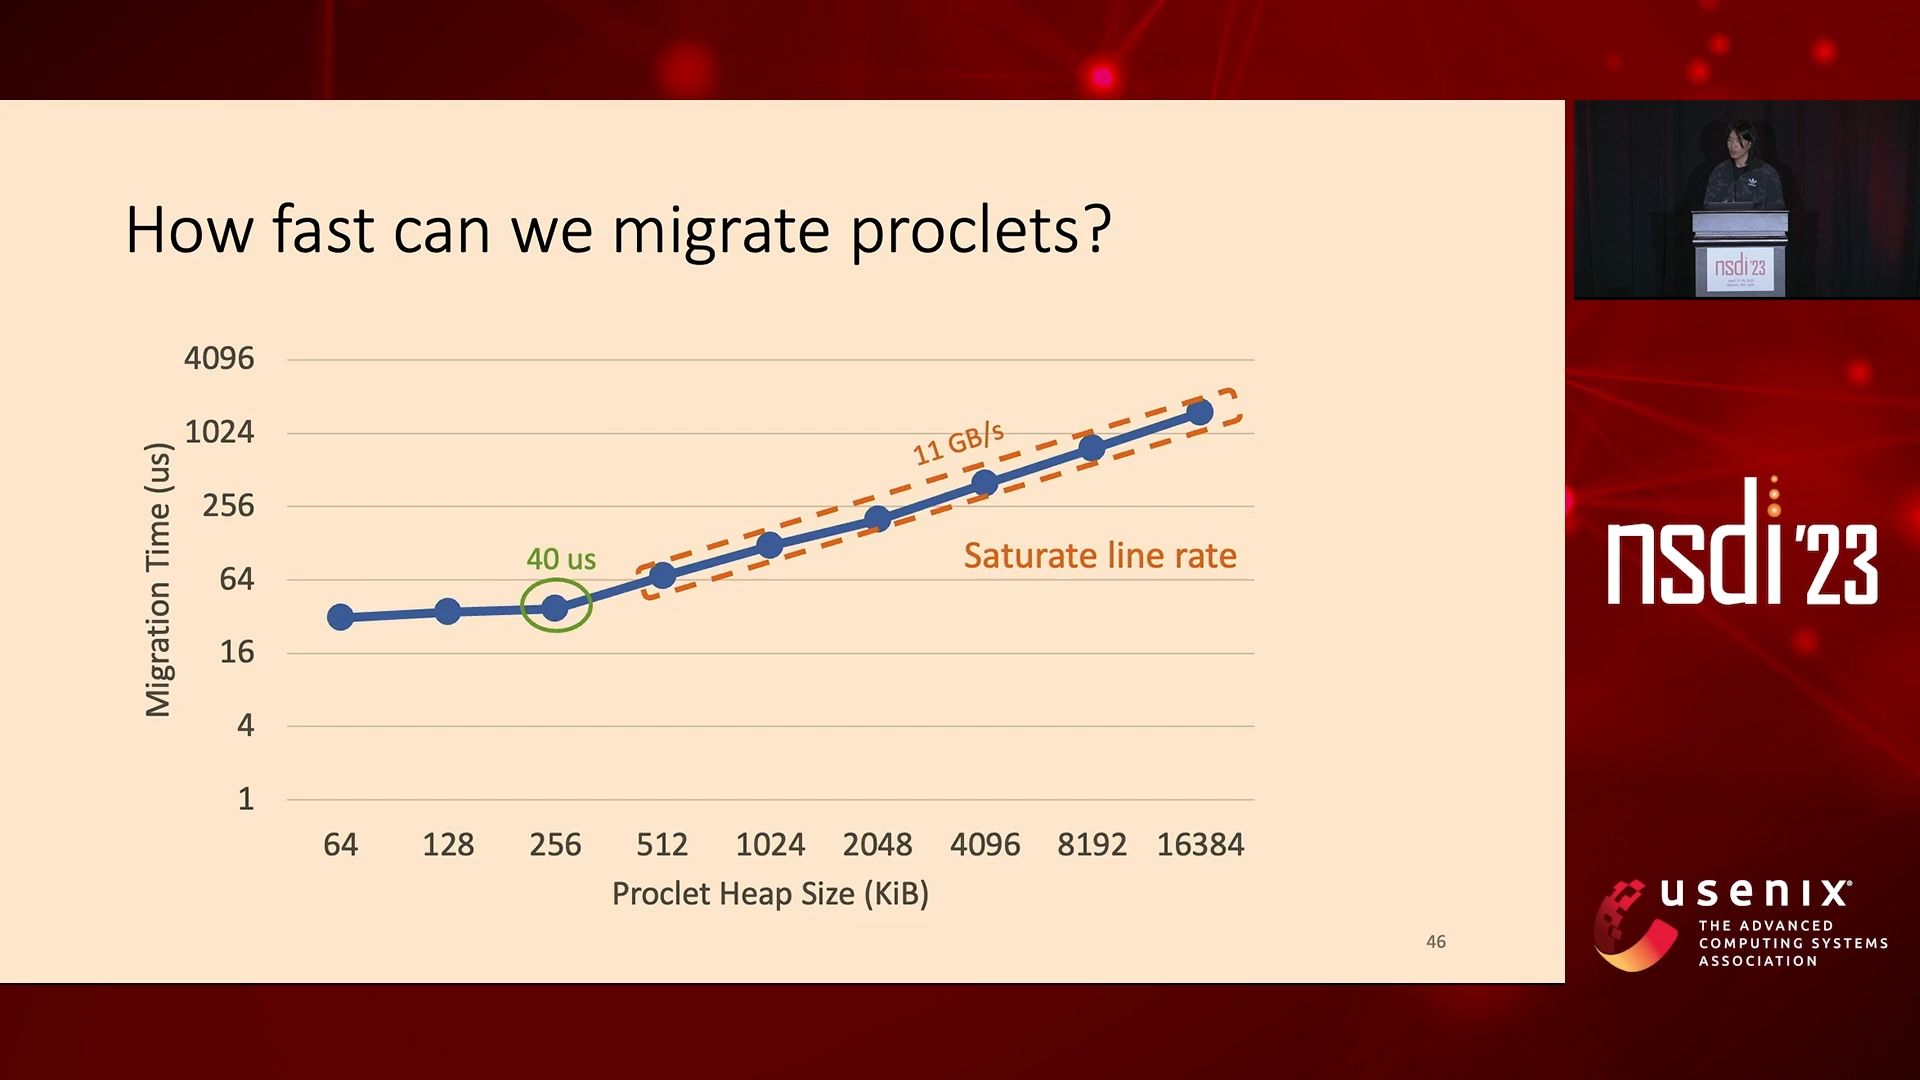 How fast can we migrate proclets?
4096
1024
256
64
16
4
1
Migration Time (us)
40 us
11 GB/s
Saturate line rate
64 128 256 512 1024 2048 4096 8192 16384
Proclet Heap Size (KiB)
46
nsdi '23
nsdi '23
usenix®
THE ADVANCED
COMPUTING SYSTEMS
ASSOCIATION